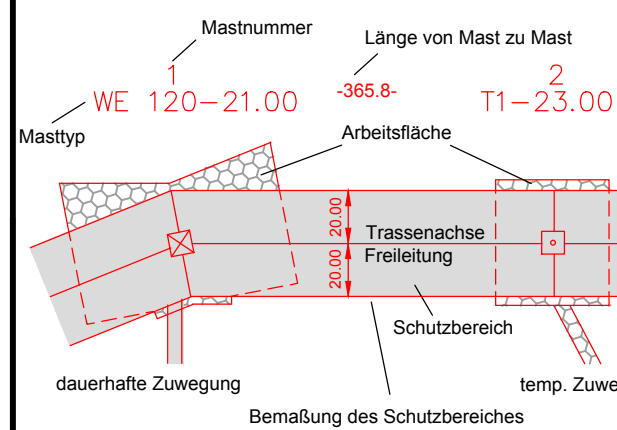 Mastnummer
Länge von Mast zu Mast
1
WE 120-21.00
-365.8-
2
T1-23.00
Masttyp
Arbeitsfläche
20.00
Trassenachse
Freileitung
20.00
Schutzbereich
dauerhafte Zuwegung
temp. Zuwe
Bemaßung des Schutzbereiches